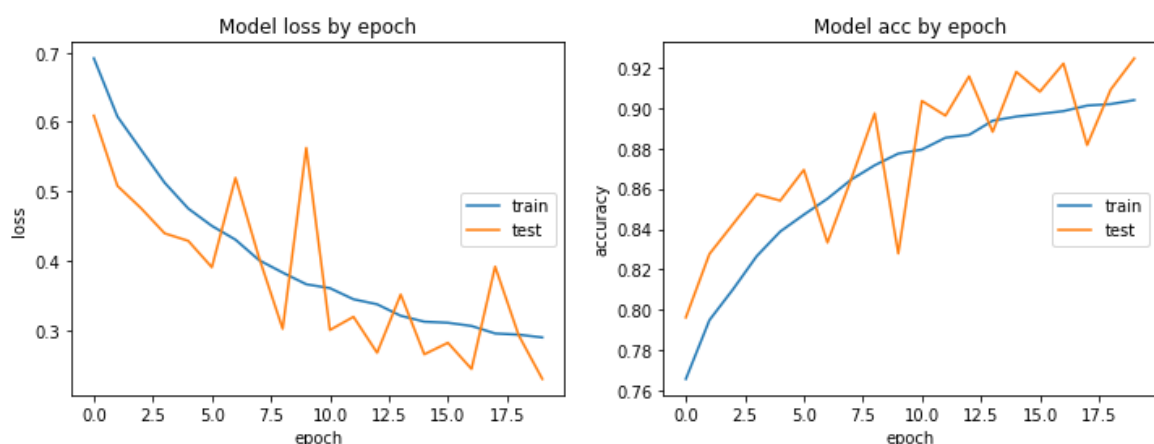 Model loss by epoch
0.7
0.6
0.5
0.4
0.3
loss
train
test
0.0 2.5 5.0 7.5 10.0 12.5 15.0 17.5
epoch
Model acc by epoch
0.92
0.90
0.88
0.86
0.84
0.82
0.80
0.78
0.76
accuracy
train
test
0.0 2.5 5.0 7.5 10.0 12.5 15.0 17.5
epoch